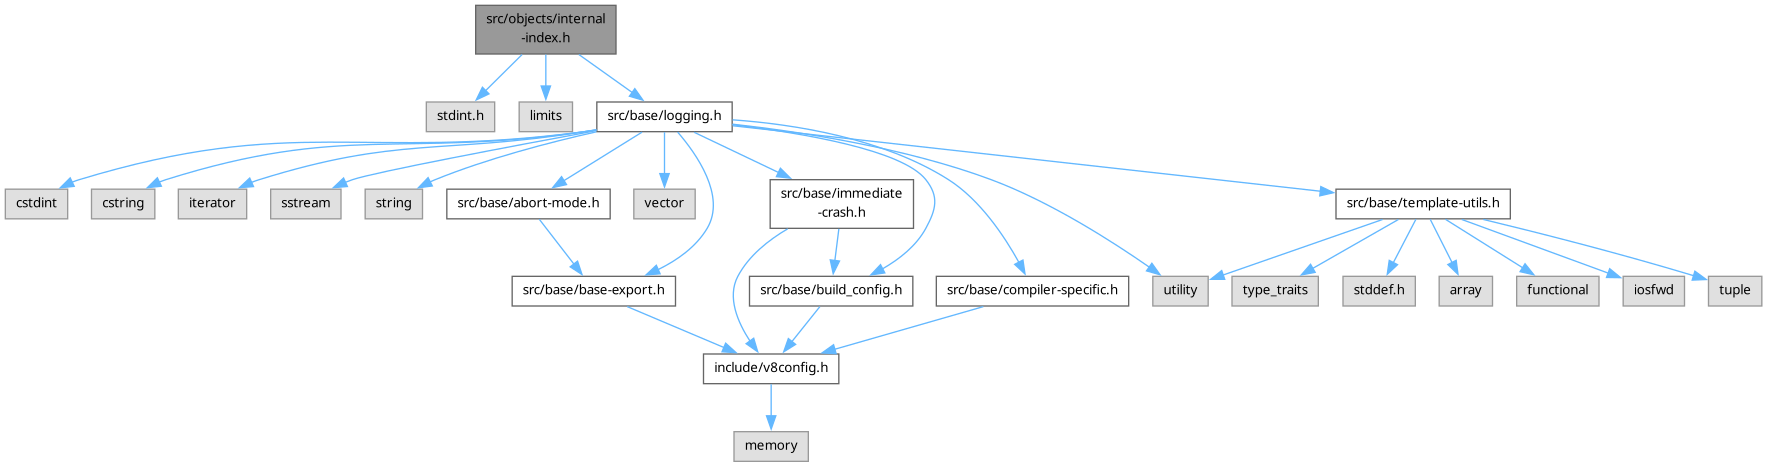 src/objects/internal
-index.h
stdint.h
limits
src/base/logging.h
cstdint
cstring
iterator
sstream
string
src/base/abort-mode.h
vector
src/base/immediate
-crash.h
src/base/template-utils.h
src/base/base-export.h
src/base/build_config.h
src/base/compiler-specific.h
utility
type_traits
stddef.h
array
functional
iosfwd
tuple
include/v8config.h
memory